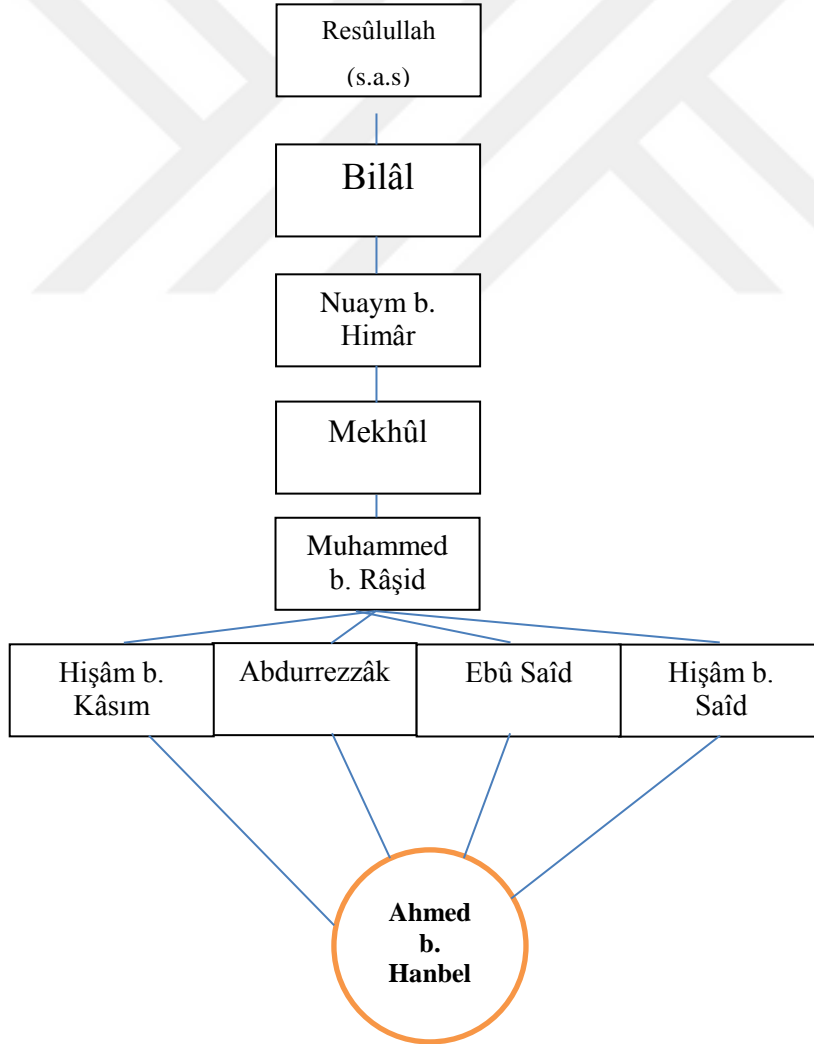 Resûlullah
(s.a.s)
Bilâl
Nuaym b.
Himâr
Mekhûl
Muhammed
b. Râşid
Hişâm b.
Kâsım
Abdurrezzâk
Ebû Saîd
Hişâm b.
Saîd
Ahmed
b.
Hanbel